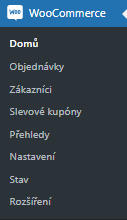 Woo WooCommerce
Domů
Objednávky
Zákazníci
Slevové kupóny
Přehledy
Nastavení
Stav
Rozšíření